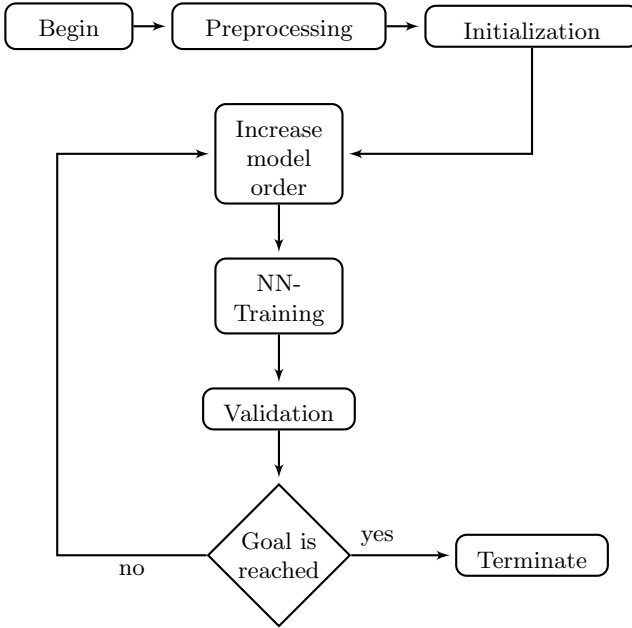 Begin
Preprocessing
Initialization
Increase
model
order
NN-
Training
Validation
Goal is
reached
yes
no
Terminate